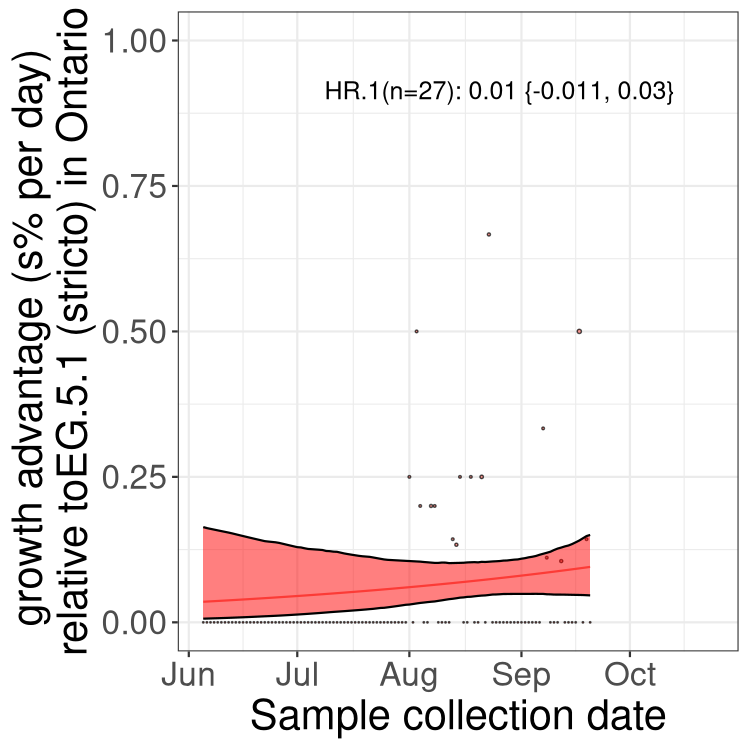 growth advantage (s% per day)
relative toEG.5.1 (stricto) in Ontario
1.00
0.75
0.50
0.25
0.00
HR.1(n=27): 0.01 {-0.011, 0.03}
Jun Jul Aug Sep Oct
Sample collection date